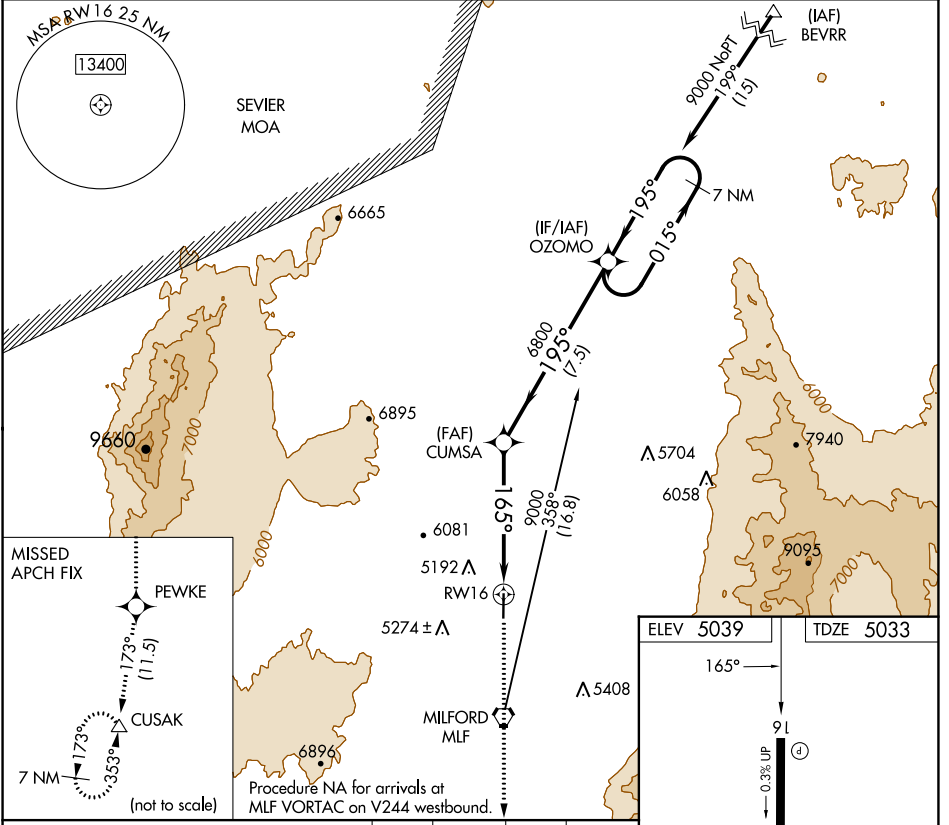 MSA RW16 25 NM
13400
SEVIER
MOA
(IAF)
BEVRR
9000 NoPT
199°
(15)
6665
195°
7 NM
015°
(IF/IAF)
OZOMO
6800
195°
(7.5)
6895
9660
7000
6000
(FAF)
CUMSA
5704
6058
6000
7940
9095
7000
165°
9000
358°
(16.8)
6081
5192
RW16
5274 ±
5408
MILFORD
MLF
6896
Procedure NA for arrivals at
MLF VORTAC on V244 westbound.
MISSED
APCH FIX
PEWKE
173°
(11.5)
CUSAK
173°
353°
7 NM
(not to scale)
ELEV 5039
TDZE 5033
165°
16
P
0.3% UP